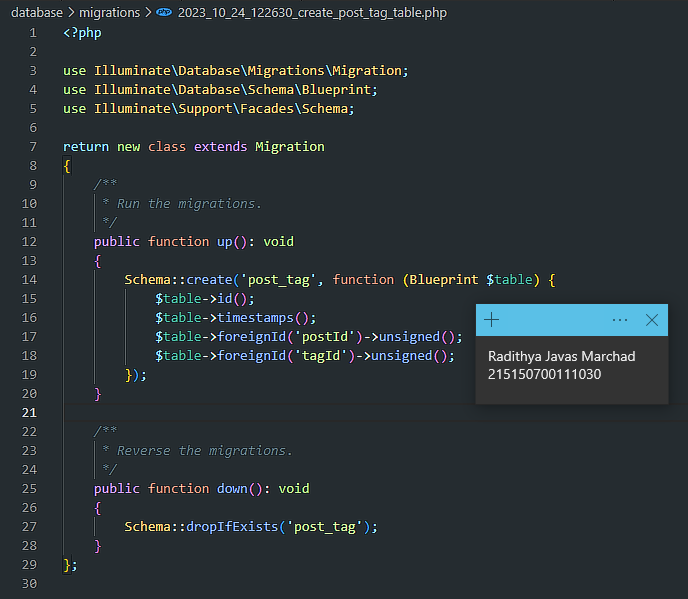 database > migrations > php 2023_10_24_122630_create_post_tag_table.php
1 <?php
2
3 use Illuminate\Database\Migrations\Migration;
4 use Illuminate\Database\Schema\Blueprint;
5 use Illuminate\Support\Facades\Schema;
6
7 return new class extends Migration
8 {
9     /**
10      * Run the migrations.
11      */
12     public function up(): void
13     {
14         Schema::create('post_tag', function (Blueprint $table) {
15             $table->id();
16             $table->timestamps();
17             $table->foreignId('postId')->unsigned();
18             $table->foreignId('tagId')->unsigned();
19         });
20     }
21
22     /**
23      * Reverse the migrations.
24      */
25     public function down(): void
26     {
27         Schema::dropIfExists('post_tag');
28     }
29 };
30
Radithya Javas Marchad
215150700111030